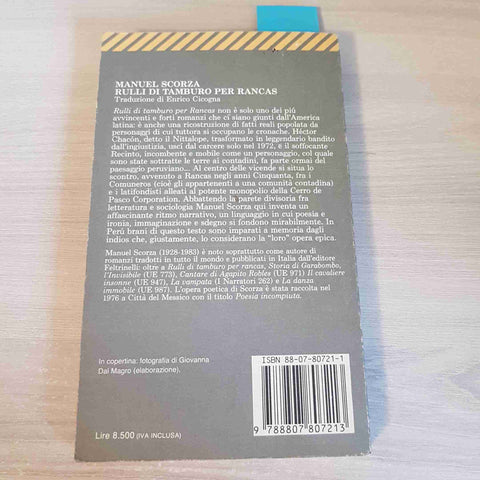 MANUEL SCORZA
RULLI DI TAMBURO PER RANCAS
Traduzione di Enrico Cicogna
Rulli di tamburo per Rancas non è solo uno dei più
avvincenti e forti romanzi che ci siano giunti dall'America
latina: è anche una ricostruzione di fatti reali popolata da
personaggi di cui tuttora si occupano le cronache. Héctor
Chacón, detto il Nittalope, trasformato in leggendario bandito
dall'ingiustizia, uscì dal carcere solo nel 1972, e il soffocante
Recinto, incombente e mobile come un personaggio, col quale
sono state sottratte le terre ai contadini, fa parte ormai del
paesaggio peruviano... Al centro delle vicende si situa lo
scontro, avvenuto a Rancas negli anni Cinquanta, fra i
Comuneros (cioè gli appartenenti a una comunità contadina)
e i latifondisti alleati al potente monopolio della Cerro de
Pasco Corporation. Abbattendo la parete divisoria fra
letteratura e sociologia Manuel Scorza qui inventa un
affascinante ritmo narrativo, un linguaggio in cui poesia e
ironia, immaginazione e sdegno si fondono mirabilmente. In
Perù brani di questo testo sono imparati a memoria dagli
indios che, giustamente, lo considerano la "loro" opera epica.
Manuel Scorza (1928-1983) è noto soprattutto come autore di
romanzi tradotti in tutto il mondo e pubblicati in Italia dall'editore
Feltrinelli: oltre a Rulli di tamburo per rancas, Storia di Garabombo,
l'Invisibile (UE 773), Cantare di Agapito Robles (UE 971) Il cavaliere
insonne (UE 947), La vampata (I Narratori 262) e La danza
immobile (UE 987). L'opera poetica di Scorza è stata raccolta nel
1976 a Città del Messico con il titolo Poesia incompiuta.
In copertina: fotografia di Giovanna
Dal Magro (elaborazione).
ISBN 88-07-80721-1
9 788807 807213
Lire 8.500 (IVA INCLUSA)